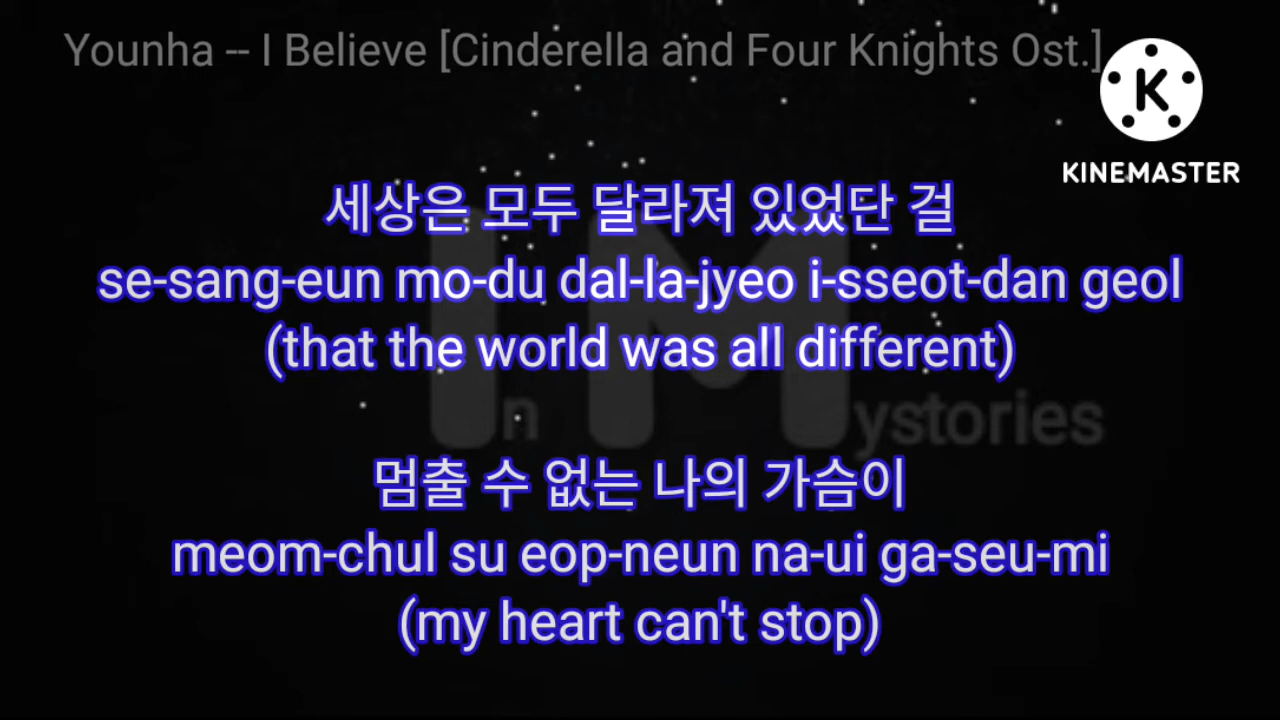 Younha -- I Believe [Cinderella and Four Knights Ost.]
K
KINEMASTER
세상은 모두 달라져 있었단 걸
se-sang-eun mo-du dal-la-jyeo i-sseot-dan geol
(that the world was all different)
In Mystories
멈출 수 없는 나의 가슴이
meom-chul su eop-neun na-ui ga-seu-mi
(my heart can't stop)